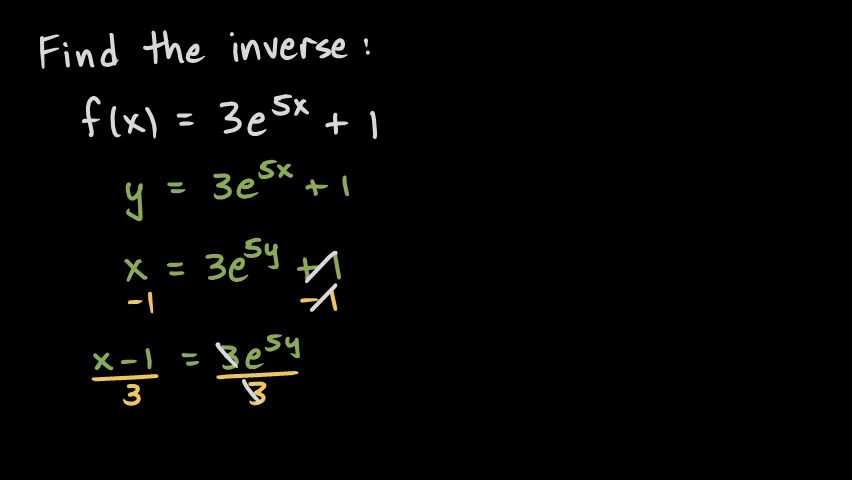 Find the inverse:
f(x) = 3e^5x + 1
y = 3e^5x + 1
x = 3e^5y + 1
-1 -1
x - 1 = 3e^5y
3 3